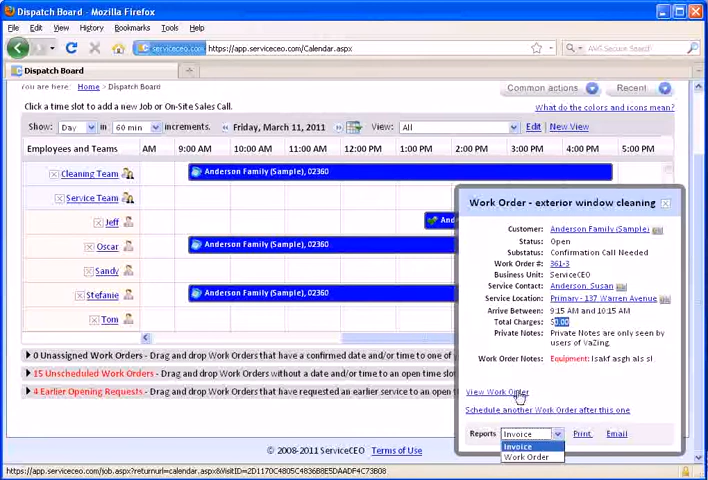 Dispatch Board - Mozilla Firefox
File Edit View History Bookmarks Tools Help
serviceceo.com https://app.serviceceo.com/Calendar.aspx AVG Secure Search
Dispatch Board
You are here: Home > Dispatch Board Common actions Recent
Click a time slot to add a new Job or On-Site Sales Call. What do the colors and icons mean?
Show: Day in 60 min increments. Friday, March 11, 2011 View: All Edit New View
Employees and Teams AM 9:00 AM 10:00 AM 11:00 AM 12:00 PM 1:00 PM 2:00 PM 3:00 PM 4:00 PM 5:00 PM
Cleaning Team Anderson Family (Sample), 02360
Service Team
Jeff And
Oscar Anderson Family (Sample), 02360
Sandy
Stefanie Anderson Family (Sample), 02360
Tom
0 Unassigned Work Orders - Drag and drop Work Orders that have a confirmed date and/or time to one of y
15 Unscheduled Work Orders - Drag and drop Work Orders without a date and/or time to an open time slot
4 Earlier Opening Requests - Drag and drop Work Orders that have requested an earlier service to an open t
© 2008-2011 ServiceCEO Terms of Use
Work Order - exterior window cleaning
Customer: Anderson Family (Sample)
Status: Open
Substatus: Confirmation Call Needed
Work Order #: 361-3
Business Unit: ServiceCEO
Service Contact: Anderson, Susan
Service Location: Primary - 137 Warren Avenue
Arrive Between: 9:15 AM and 10:15 AM
Total Charges:
Private Notes: Private Notes are only seen by
users of VaZing
Work Order Notes: Equipment: lsakf asgh als sl
View Work Order
Schedule another Work Order after this one
Reports Invoice Print Email
Invoice
Work Order
https://app.serviceceo.com/job.aspx?returnurl=calendar.aspx&VisitID=2D1170C4805C4836B8E5DAADF4C73B08